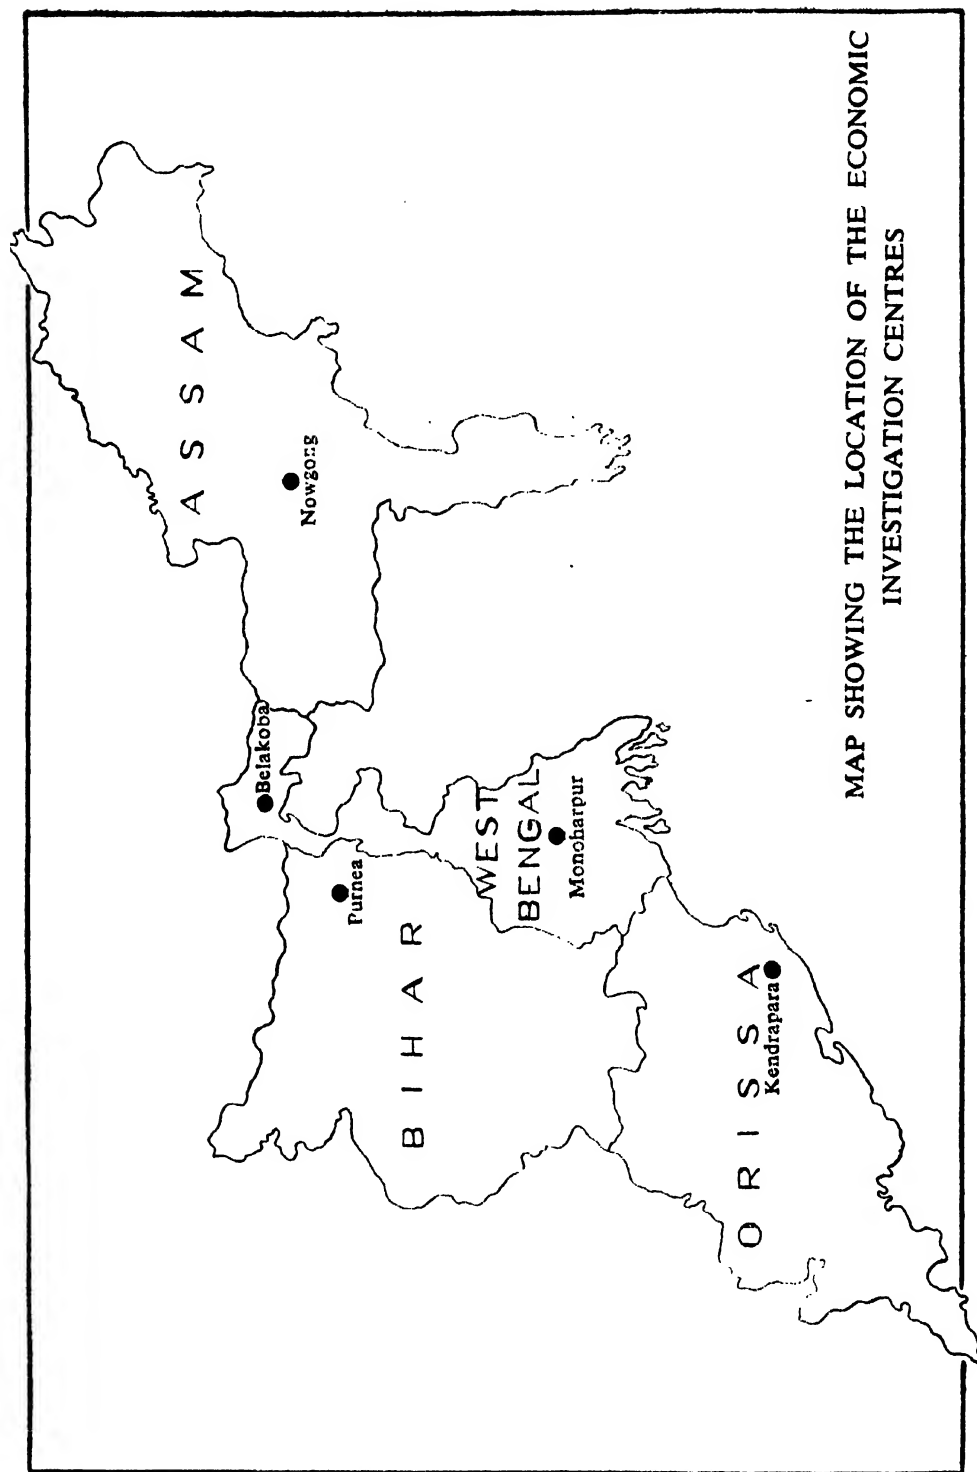 ASSAM
Nowgong
Belakoba
Purnea
BIHAR
WEST
BENGAL
Monoharpur
ORISSA
Kendrapara
MAP SHOWING THE LOCATION OF THE ECONOMIC
INVESTIGATION CENTRES